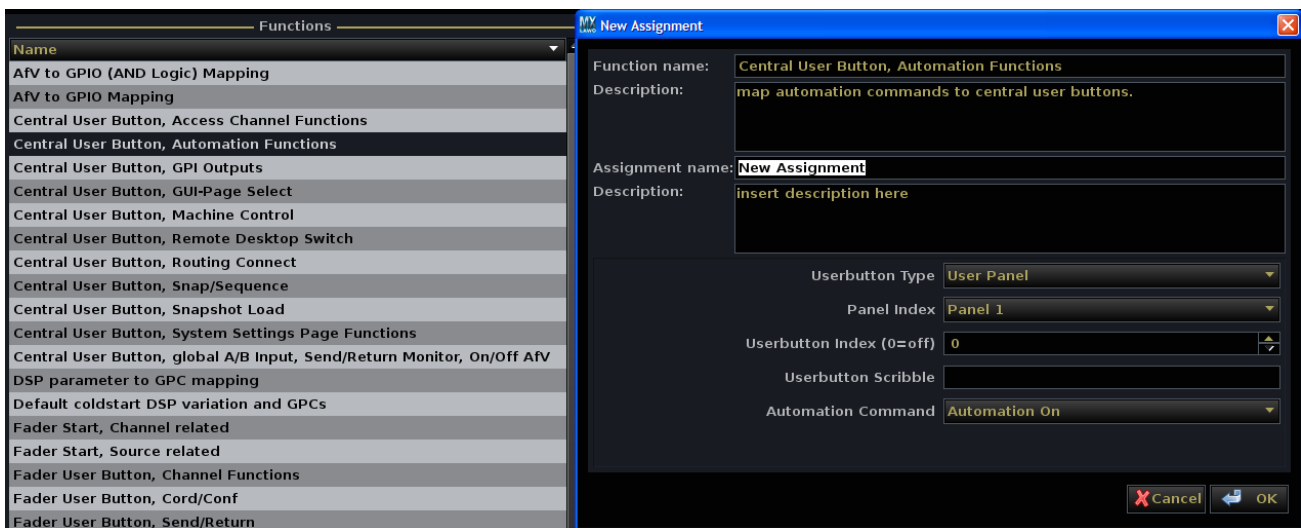 Functions
Name
AfV to GPIO (AND Logic) Mapping
AfV to GPIO Mapping
Central User Button, Access Channel Functions
Central User Button, Automation Functions
Central User Button, GPI Outputs
Central User Button, GUI-Page Select
Central User Button, Machine Control
Central User Button, Remote Desktop Switch
Central User Button, Routing Connect
Central User Button, Snap/Sequence
Central User Button, Snapshot Load
Central User Button, System Settings Page Functions
Central User Button, global A/B Input, Send/Return Monitor, On/Off AfV
DSP parameter to GPC mapping
Default coldstart DSP variation and GPCs
Fader Start, Channel related
Fader Start, Source related
Fader User Button, Channel Functions
Fader User Button, Cord/Conf
Fader User Button, Send/Return
MX LAWO New Assignment
Function name: Central User Button, Automation Functions
Description: map automation commands to central user buttons.
Assignment name: New Assignment
Description: insert description here
Userbutton Type User Panel
Panel Index Panel 1
Userbutton Index (0=off) 0
Userbutton Scribble
Automation Command Automation On
Cancel OK